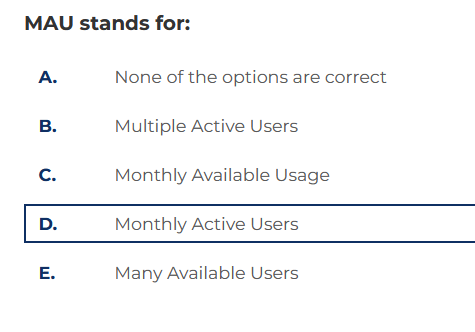 MAU stands for:
A. None of the options are correct
B. Multiple Active Users
C. Monthly Available Usage
D. Monthly Active Users
E. Many Available Users